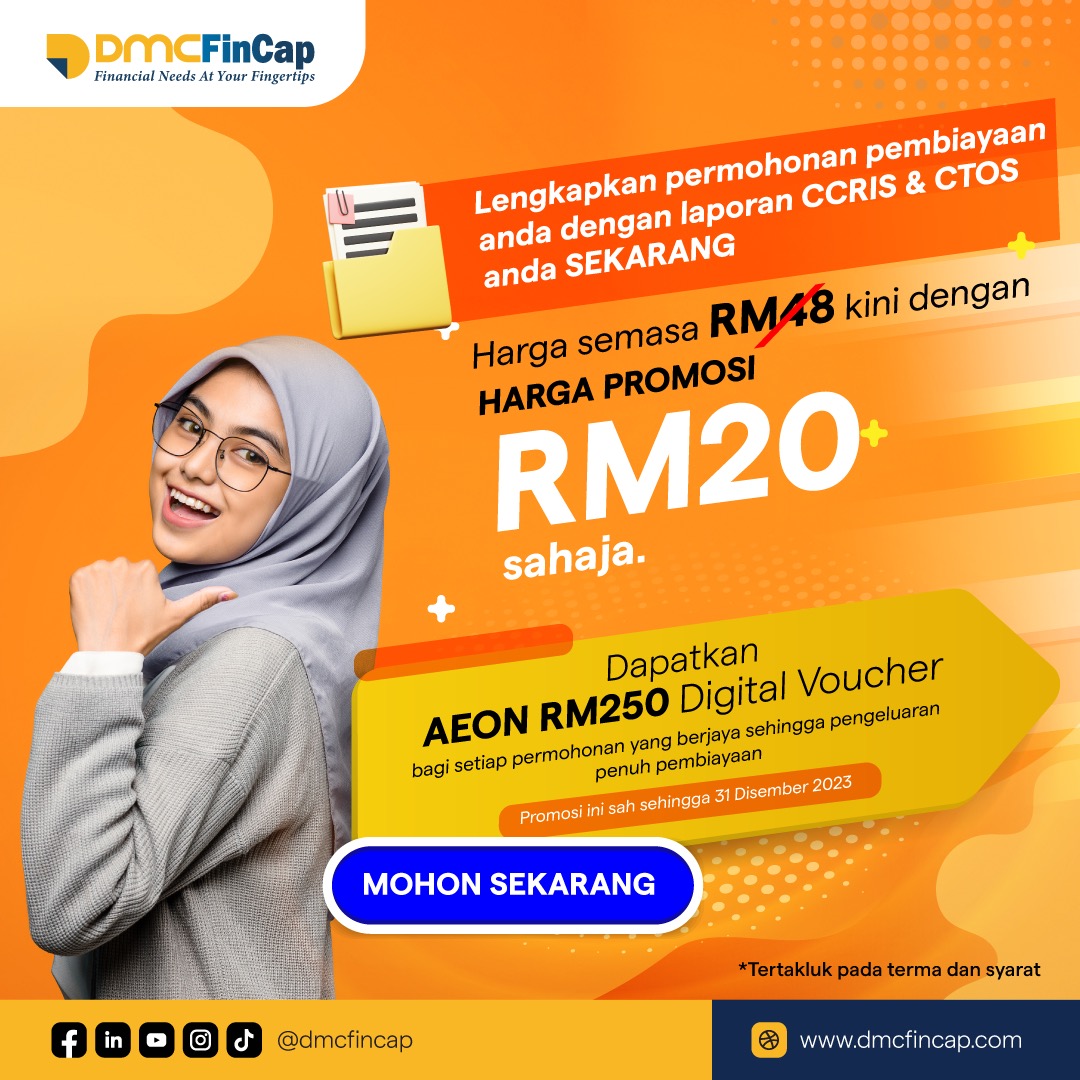 DMCFinCap
Financial Needs At Your Fingertips
Lengkapkan permohonan pembiayaan
anda dengan laporan CCRIS & CTOS
anda SEKARANG
Harga semasa RM48 kini dengan
HARGA PROMOSI
RM20
sahaja.
Dapatkan
AEON RM250 Digital Voucher
bagi setiap permohonan yang berjaya sehingga pengeluaran
penuh pembiayaan
Promosi ini sah sehingga 31 Disember 2023
MOHON SEKARANG
*Tertakluk pada terma dan syarat
@dmcfincap
www.dmcfincap.com